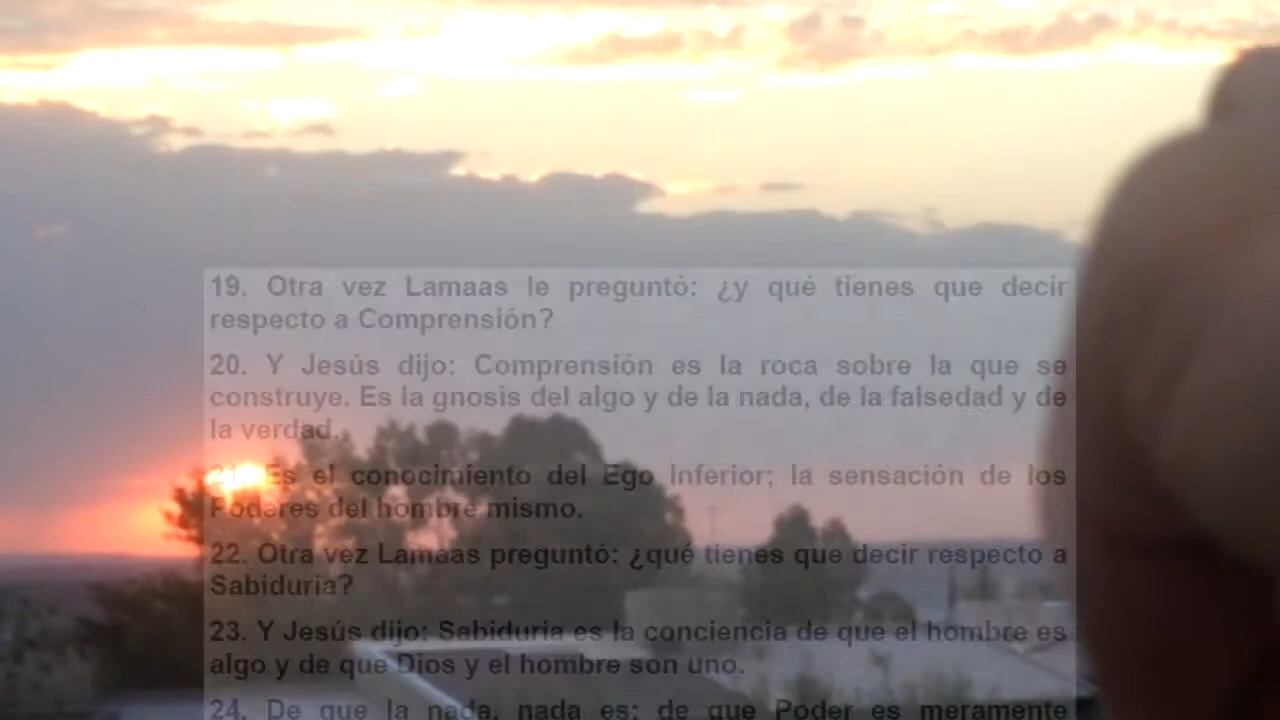 19. Otra vez Lamaas le preguntó: ¿y qué tienes que decir
respecto a Comprensión?
20. Y Jesús dijo: Comprensión es la roca sobre la que se
construye. Es la gnosis del algo y de la nada, de la falsedad y de
la verdad.
21. Es el conocimiento del Ego Inferior; la sensación de los
Poderes del hombre mismo.
22. Otra vez Lamaas preguntó: ¿qué tienes que decir respecto a
Sabiduria?
23. Y Jesús dijo: Sabiduria es la conciencia de que el hombre es
algo y de que Dios y el hombre son uno.
24. De que la nada, nada es; de que Poder es meramente